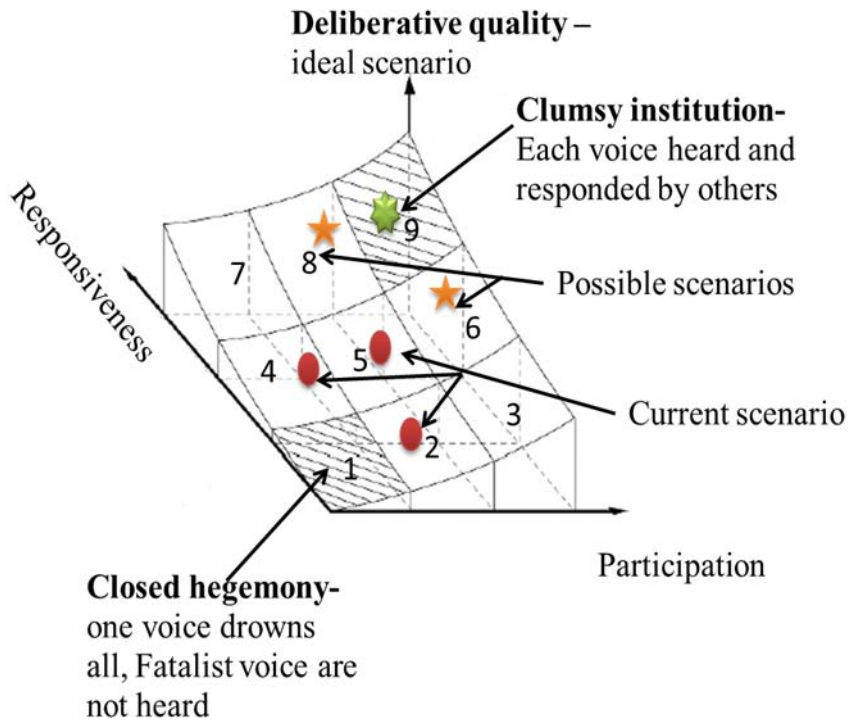 Deliberative quality –
ideal scenario
Clumsy institution-
Each voice heard and
responded by others
Responsiveness
9
8
7
Possible scenarios
6
5
4
3
Current scenario
2
1
Participation
Closed hegemony-
one voice drowns
all, Fatalist voice are
not heard